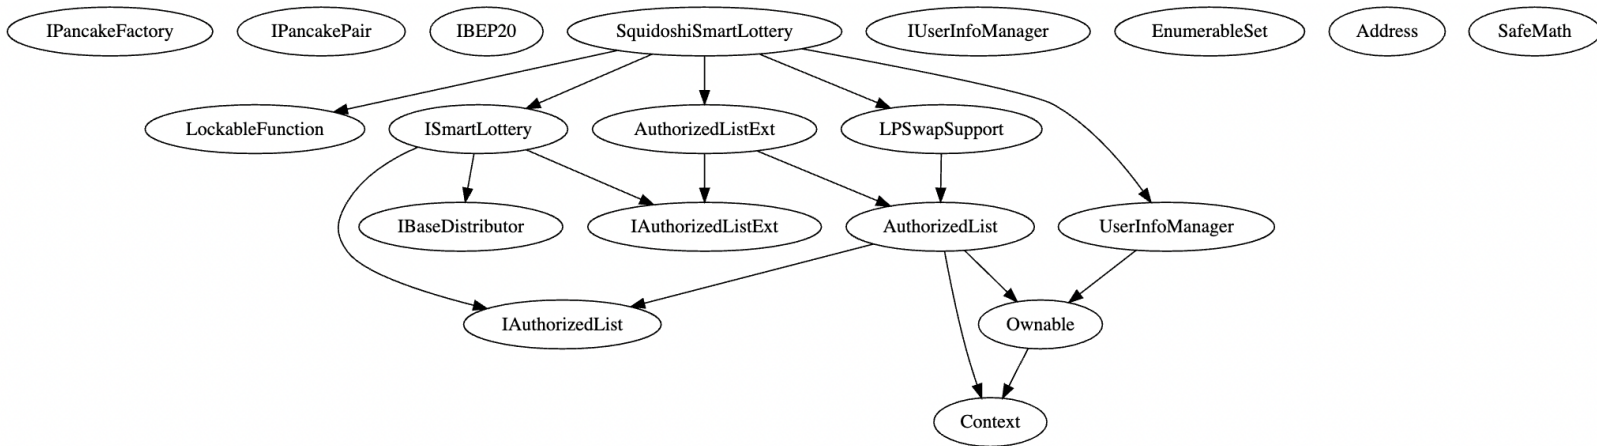 IPancakeFactory
IPancakePair
IBEP20
SquidoshiSmartLottery
IUserInfoManager
EnumerableSet
Address
SafeMath
LockableFunction
ISmartLottery
AuthorizedListExt
LPSwapSupport
IBaseDistributor
IAuthorizedListExt
AuthorizedList
UserInfoManager
IAuthorizedList
Ownable
Context